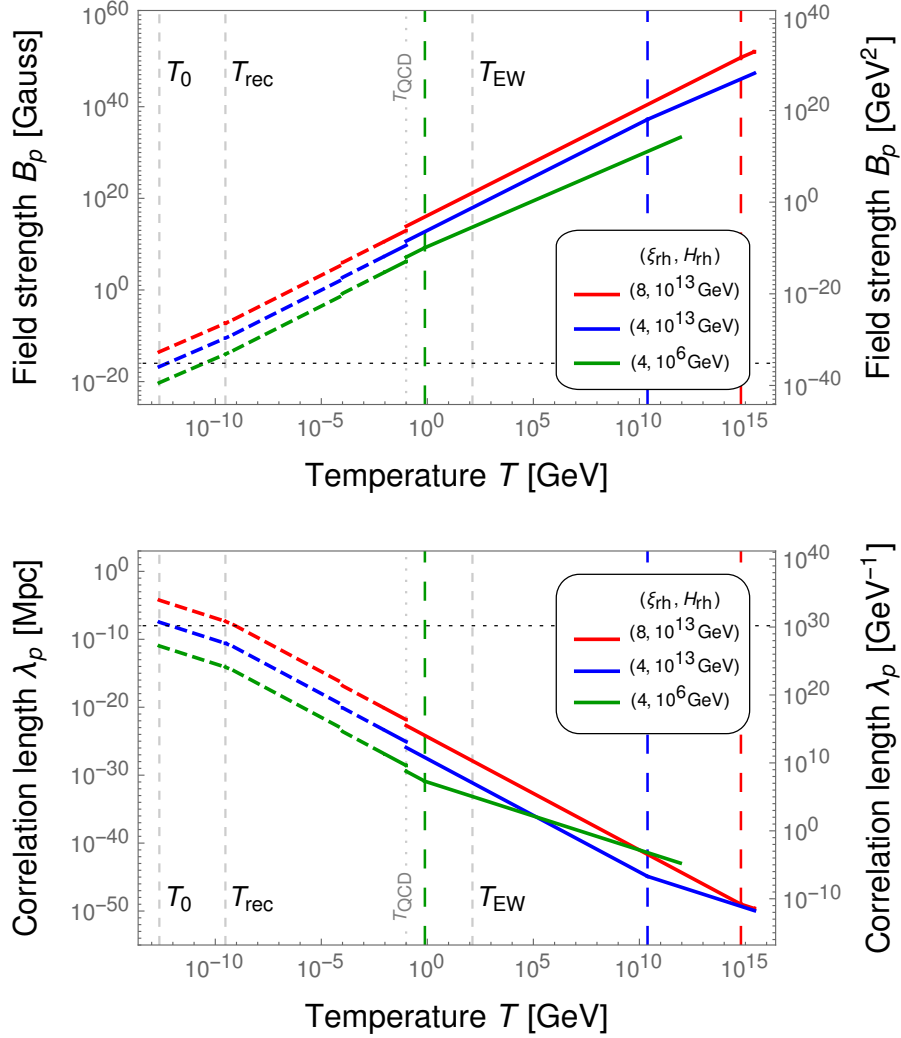 10^60
10^40
10^20
10^0
10^-20
Field strength B_p [Gauss]
T_0
T_rec
T_QCD
T_EW
(ξ_rh, H_rh)
(8, 10^13 GeV)
(4, 10^13 GeV)
(4, 10^6 GeV)
10^40
10^20
10^0
10^-20
10^-40
Field strength B_p [GeV^2]
10^-10
10^-5
10^0
10^5
10^10
10^15
Temperature T [GeV]
10^0
10^-10
10^-20
10^-30
10^-40
10^-50
Correlation length λ_p [Mpc]
(ξ_rh, H_rh)
(8, 10^13 GeV)
(4, 10^13 GeV)
(4, 10^6 GeV)
T_0
T_rec
T_QCD
T_EW
10^40
10^30
10^20
10^10
10^0
10^-10
Correlation length λ_p [GeV^-1]
10^-10
10^-5
10^0
10^5
10^10
10^15
Temperature T [GeV]